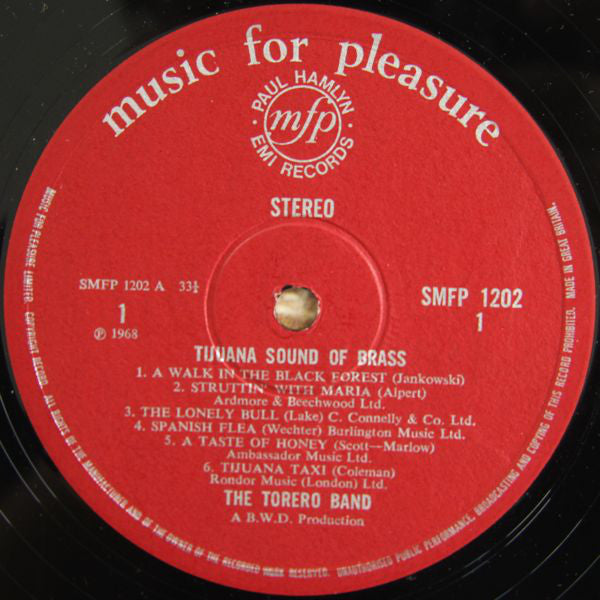 music for pleasure
· PAUL HAMLYN ·
mfp
EMI RECORDS
STEREO
SMFP 1202 A 33⅓
1
℗ 1968
SMFP 1202
1
TIJUANA SOUND OF BRASS
1. A WALK IN THE BLACK FOREST (Jankowski)
2. STRUTTIN' WITH MARIA (Alpert)
Ardmore & Beechwood Ltd.
3. THE LONELY BULL (Lake) C. Connelly & Co. Ltd.
4. SPANISH FLEA (Wechter) Burlington Music Ltd.
5. A TASTE OF HONEY (Scott—Marlow)
Ambassador Music Ltd.
6. TIJUANA TAXI (Coleman)
Rondor Music (London) Ltd.
THE TORERO BAND
A B.W.D. Production
MUSIC FOR PLEASURE LIMITED. COPYRIGHT RECORD. ALL RIGHTS OF THE MANUFACTURER AND OF THE OWNER OF THE RECORDED WORK RESERVED. UNAUTHORISED PUBLIC PERFORMANCE, BROADCASTING AND COPYING OF THIS RECORD PROHIBITED. MADE IN GREAT BRITAIN.